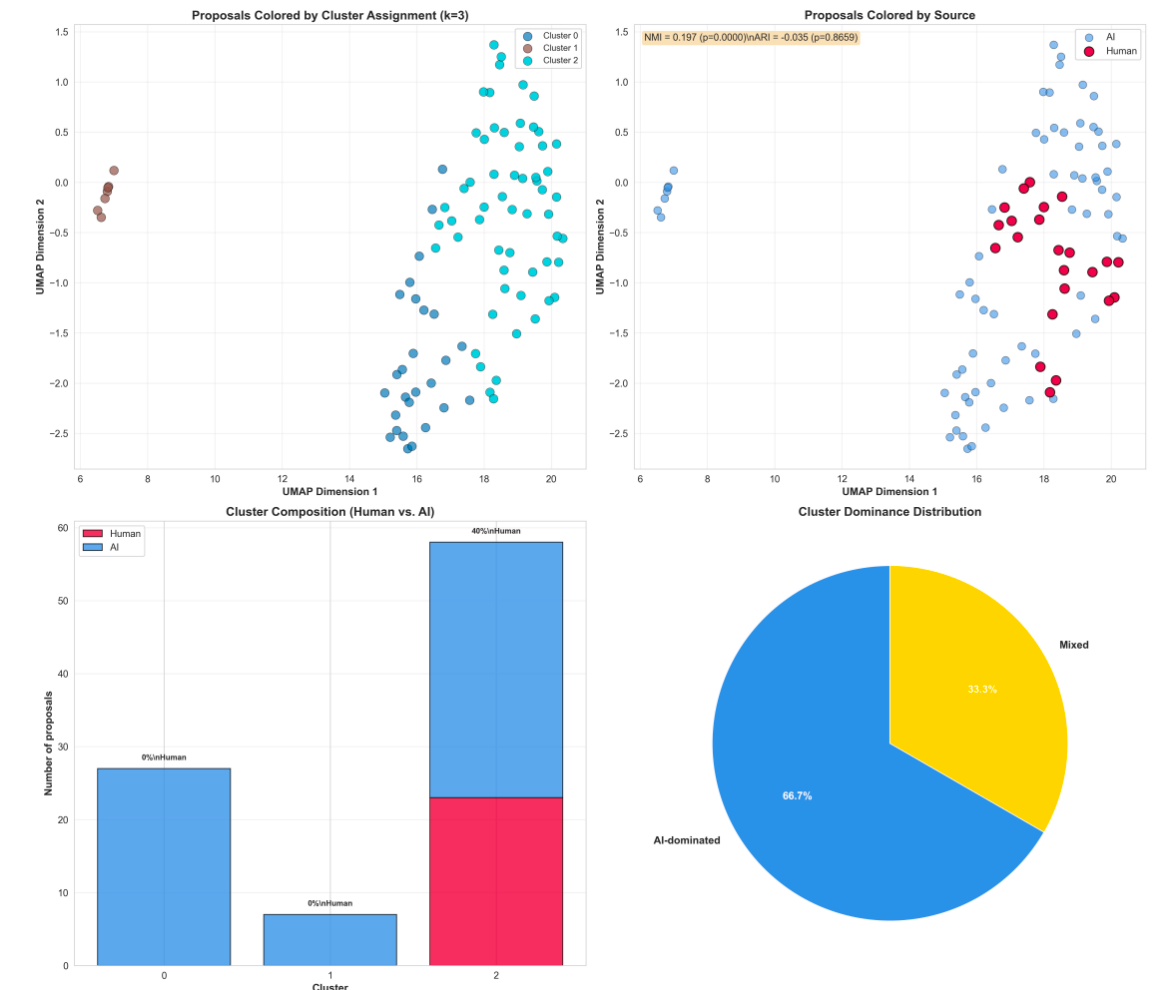 Proposals Colored by Cluster Assignment (k=3)
1.5
1.0
0.5
0.0
−0.5
−1.0
−1.5
−2.0
−2.5
UMAP Dimension 2
Cluster 0
Cluster 1
Cluster 2
6
8
10
12
14
16
18
20
UMAP Dimension 1
Proposals Colored by Source
1.5
1.0
0.5
0.0
−0.5
−1.0
−1.5
−2.0
−2.5
UMAP Dimension 2
NMI = 0.197 (p=0.0000)\nARI = -0.035 (p=0.8659)
AI
Human
6
8
10
12
14
16
18
20
UMAP Dimension 1
Cluster Composition (Human vs. AI)
60
50
40
30
20
10
0
Number of proposals
Human
AI
0%\nHuman
0%\nHuman
40%\nHuman
0
1
2
Cluster
Cluster Dominance Distribution
Mixed
33.3%
66.7%
AI-dominated